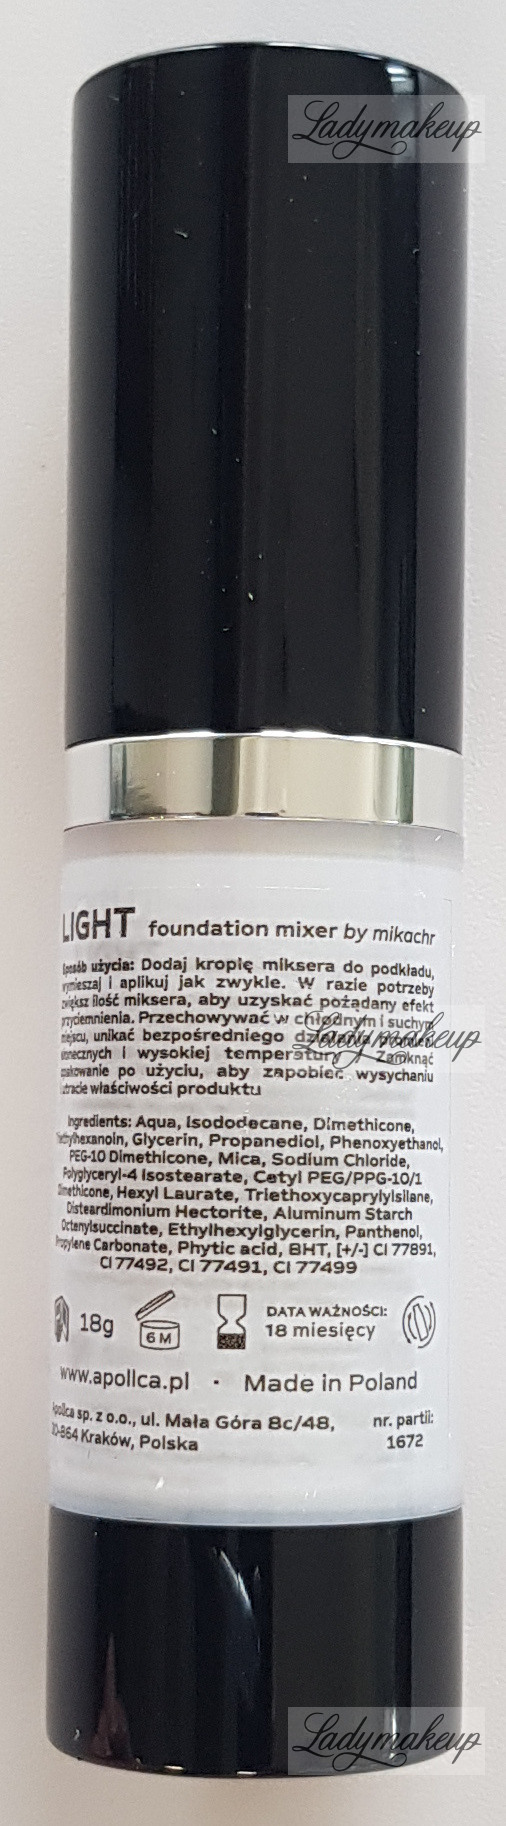 Ladymakeup
LIGHT foundation mixer by mikachr
Sposób użycia: Dodaj kroplę miksera do podkładu,
wymieszaj i aplikuj jak zwykle. W razie potrzeby
zwiększ ilość miksera, aby uzyskać pożądany efekt
przyciemnienia. Przechowywać w chłodnym i suchym
miejscu, unikać bezpośredniego działania promieni
słonecznych i wysokiej temperatury. Zamknąć
opakowanie po użyciu, aby zapobiec wysychaniu
utracie właściwości produktu
Ladymakeup
Ingredients: Aqua, Isododecane, Dimethicone,
Triethylhexanoin, Glycerin, Propanediol, Phenoxyethanol,
PEG-10 Dimethicone, Mica, Sodium Chloride,
Polyglyceryl-4 Isostearate, Cetyl PEG/PPG-10/1
Dimethicone, Hexyl Laurate, Triethoxycaprylylsilane,
Disteardimonium Hectorite, Aluminum Starch
Octenylsuccinate, Ethylhexylglycerin, Panthenol,
Propylene Carbonate, Phytic acid, BHT, [+/-] CI 77891,
CI 77492, CI 77491, CI 77499
18g 6 M DATA WAŻNOŚCI:
18 miesięcy
www.apollca.pl · Made in Poland
Apollca sp. z o.o., ul. Mała Góra 8c/48,
30-864 Kraków, Polska
nr. partii:
1672
Ladymakeup